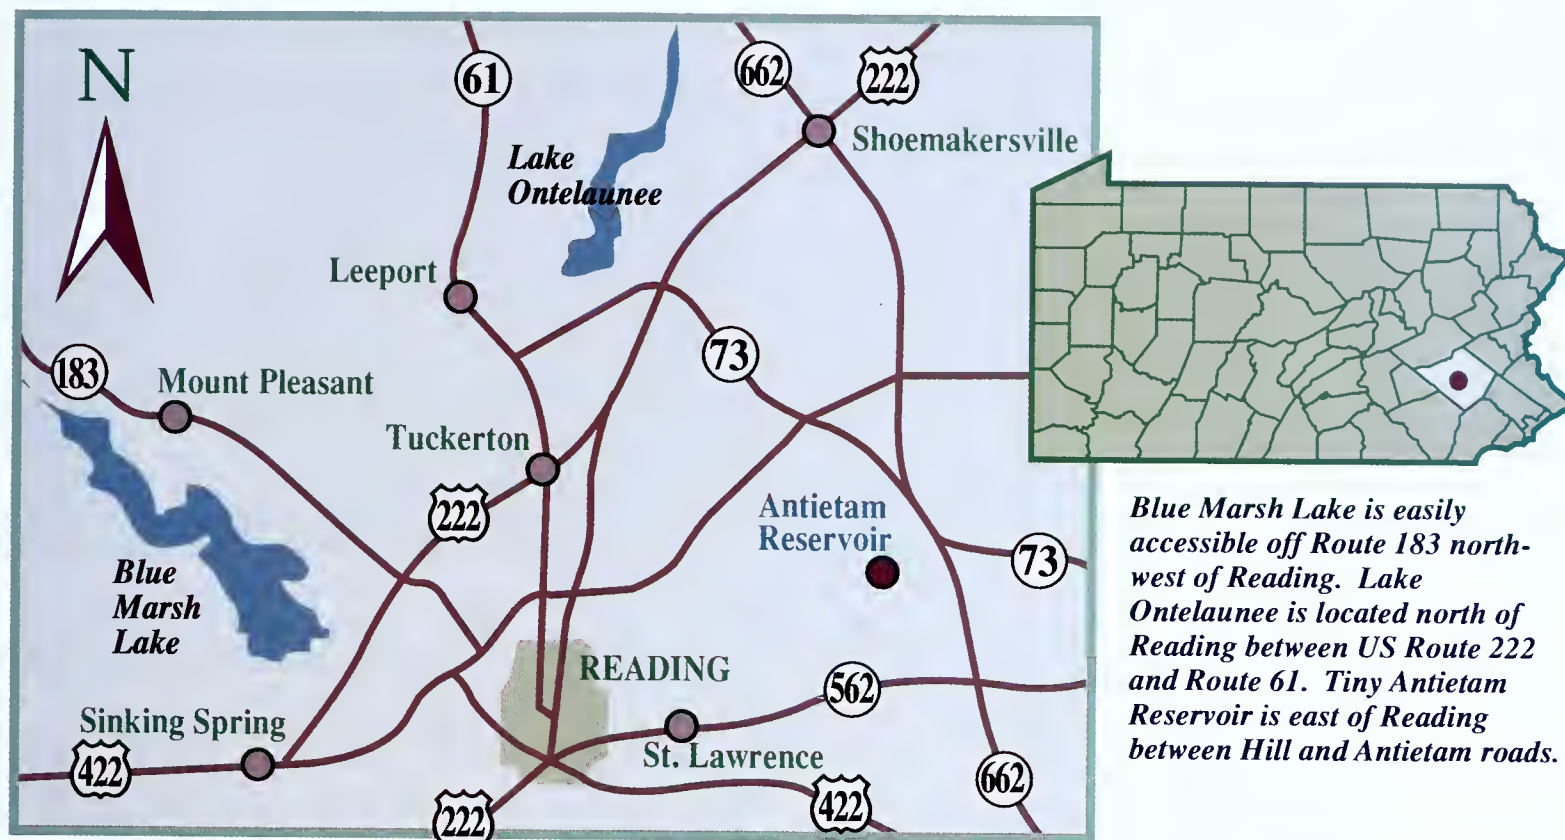 N
61
662
222
Lake
Ontelaunee
Shoemakersville
Leeport
183
Mount Pleasant
73
Tuckerton
222
Antietam
Reservoir
73
Blue
Marsh
Lake
READING
562
Sinking Spring
St. Lawrence
422
662
222
422
Blue Marsh Lake is easily
accessible off Route 183 north-
west of Reading. Lake
Ontelaunee is located north of
Reading between US Route 222
and Route 61. Tiny Antietam
Reservoir is east of Reading
between Hill and Antietam roads.